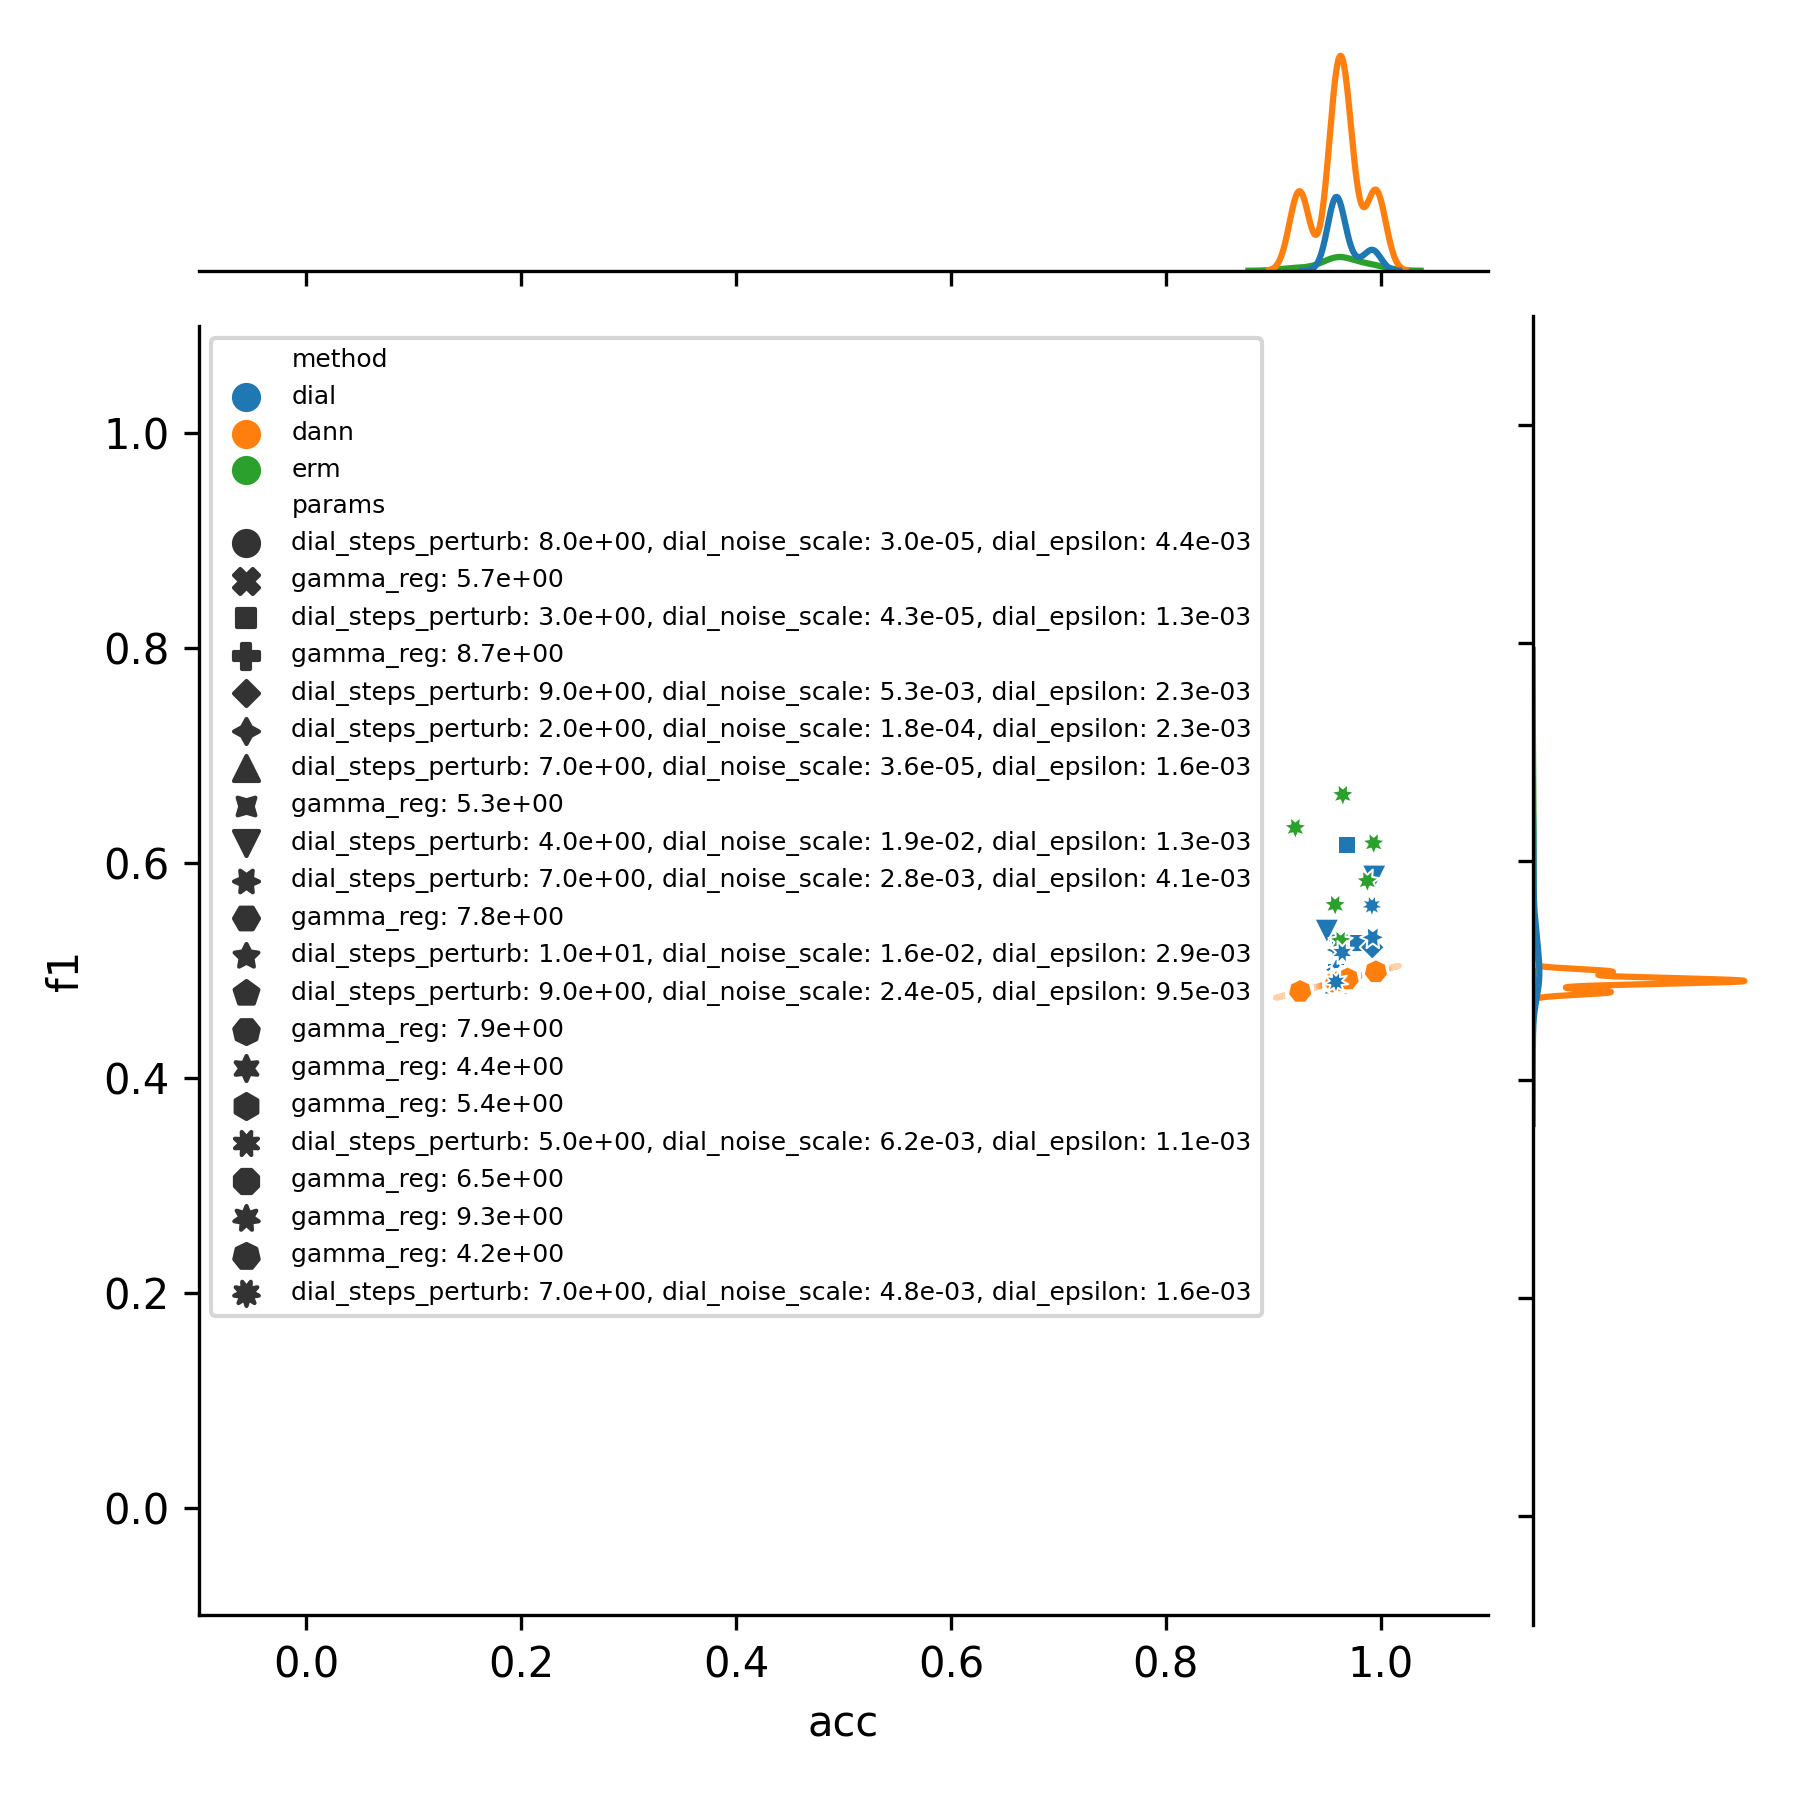 method
dial
dann
erm
params
dial_steps_perturb: 8.0e+00, dial_noise_scale: 3.0e-05, dial_epsilon: 4.4e-03
gamma_reg: 5.7e+00
dial_steps_perturb: 3.0e+00, dial_noise_scale: 4.3e-05, dial_epsilon: 1.3e-03
gamma_reg: 8.7e+00
dial_steps_perturb: 9.0e+00, dial_noise_scale: 5.3e-03, dial_epsilon: 2.3e-03
dial_steps_perturb: 2.0e+00, dial_noise_scale: 1.8e-04, dial_epsilon: 2.3e-03
dial_steps_perturb: 7.0e+00, dial_noise_scale: 3.6e-05, dial_epsilon: 1.6e-03
gamma_reg: 5.3e+00
dial_steps_perturb: 4.0e+00, dial_noise_scale: 1.9e-02, dial_epsilon: 1.3e-03
dial_steps_perturb: 7.0e+00, dial_noise_scale: 2.8e-03, dial_epsilon: 4.1e-03
gamma_reg: 7.8e+00
dial_steps_perturb: 1.0e+01, dial_noise_scale: 1.6e-02, dial_epsilon: 2.9e-03
dial_steps_perturb: 9.0e+00, dial_noise_scale: 2.4e-05, dial_epsilon: 9.5e-03
gamma_reg: 7.9e+00
gamma_reg: 4.4e+00
gamma_reg: 5.4e+00
dial_steps_perturb: 5.0e+00, dial_noise_scale: 6.2e-03, dial_epsilon: 1.1e-03
gamma_reg: 6.5e+00
gamma_reg: 9.3e+00
gamma_reg: 4.2e+00
dial_steps_perturb: 7.0e+00, dial_noise_scale: 4.8e-03, dial_epsilon: 1.6e-03
1.0
0.8
0.6
0.4
0.2
0.0
f1
0.0 0.2 0.4 0.6 0.8 1.0
acc